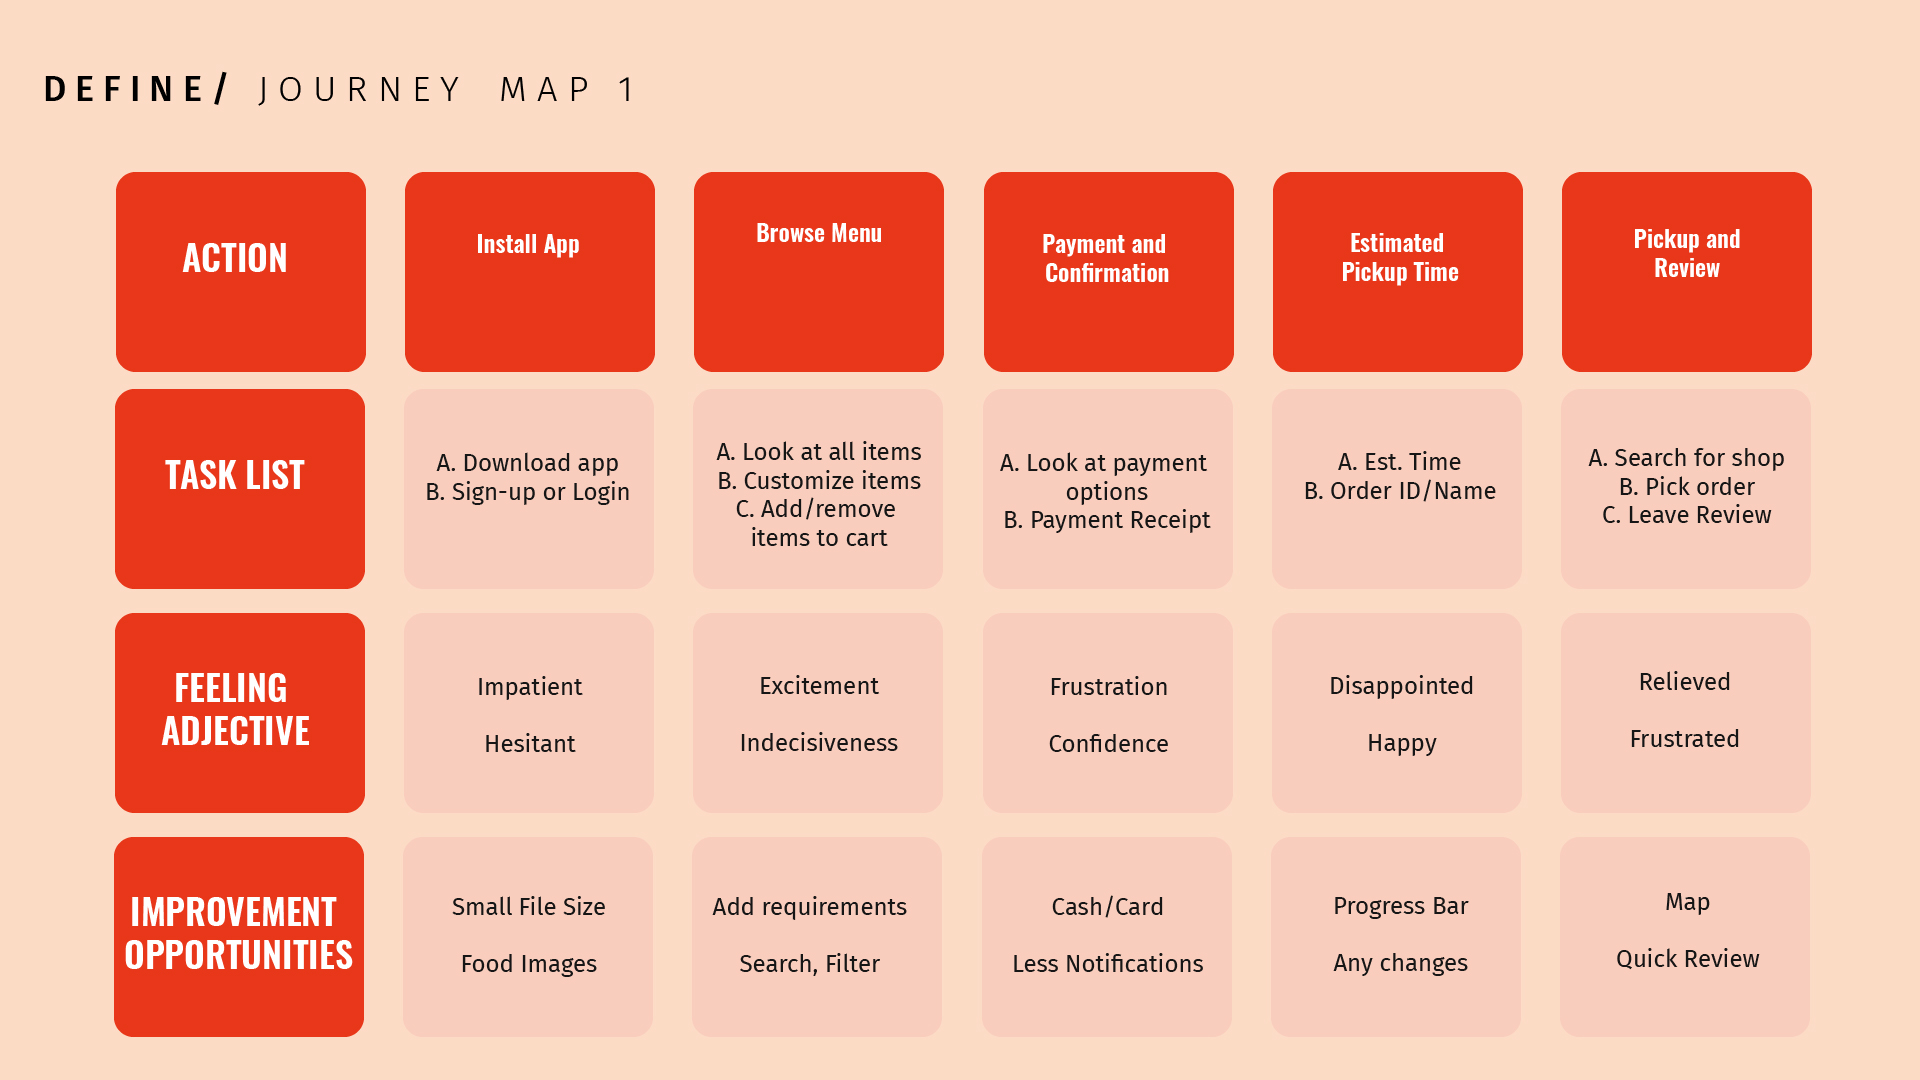 DEFINE/ JOURNEY MAP 1
ACTION
Install App
Browse Menu
Payment and
Confirmation
Estimated
Pickup Time
Pickup and
Review
TASK LIST
A. Download app
B. Sign-up or Login
A. Look at all items
B. Customize items
C. Add/remove
items to cart
A. Look at payment
options
B. Payment Receipt
A. Est. Time
B. Order ID/Name
A. Search for shop
B. Pick order
C. Leave Review
FEELING
ADJECTIVE
Impatient
Hesitant
Excitement
Indecisiveness
Frustration
Confidence
Disappointed
Happy
Relieved
Frustrated
IMPROVEMENT
OPPORTUNITIES
Small File Size
Food Images
Add requirements
Search, Filter
Cash/Card
Less Notifications
Progress Bar
Any changes
Map
Quick Review